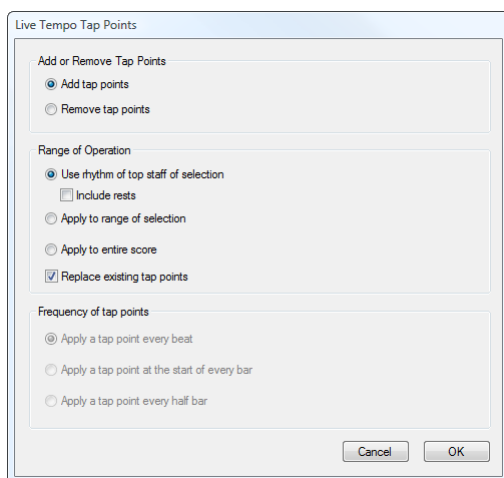 Live Tempo Tap Points
Add or Remove Tap Points
Add tap points
Remove tap points
Range of Operation
Use rhythm of top staff of selection
Include rests
Apply to range of selection
Apply to entire score
Replace existing tap points
Frequency of tap points
Apply a tap point every beat
Apply a tap point at the start of every bar
Apply a tap point every half bar
Cancel OK